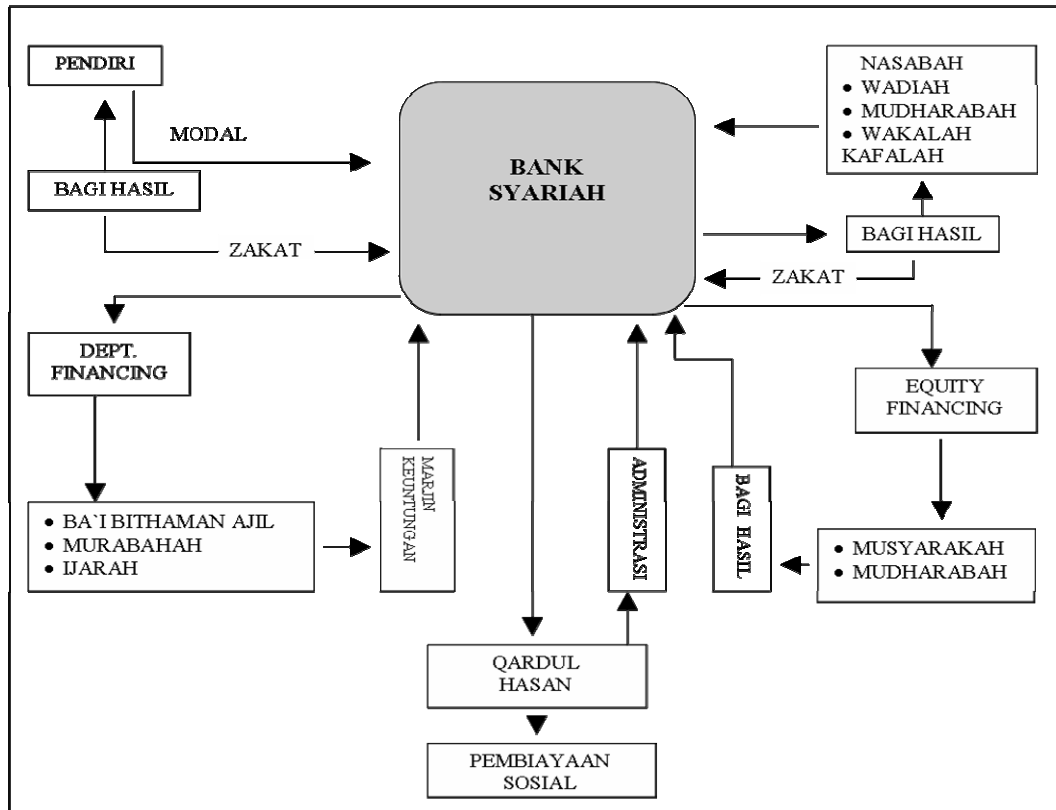 PENDIRI
MODAL
BAGI HASIL
ZAKAT
BANK
SYARIAH
NASABAH
● WADIAH
● MUDHARABAH
● WAKALAH
KAFALAH
BAGI HASIL
ZAKAT
DEPT.
FINANCING
EQUITY
FINANCING
● BA`I BITHAMAN AJIL
● MURABAHAH
● IJARAH
MARJIN
KEUNTUNGAN
ADMINISTRASI
BAGI HASIL
● MUSYARAKAH
● MUDHARABAH
QARDUL
HASAN
PEMBIAYAAN
SOSIAL